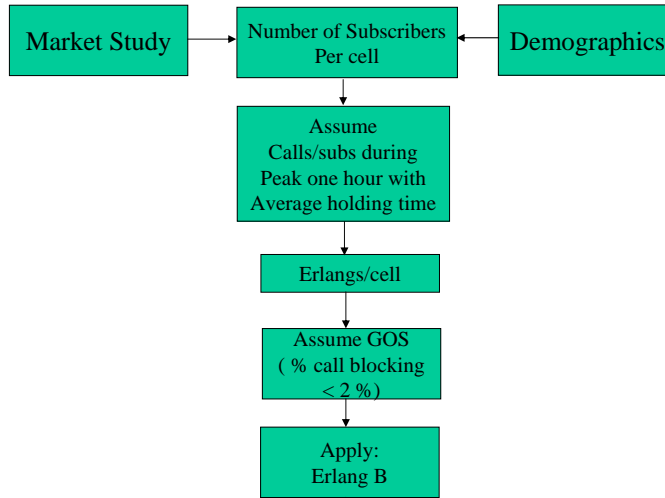 Market Study
Number of Subscribers
Per cell
Demographics
Assume
Calls/subs during
Peak one hour with
Average holding time
Erlangs/cell
Assume GOS
( % call blocking
< 2 %)
Apply:
Erlang B